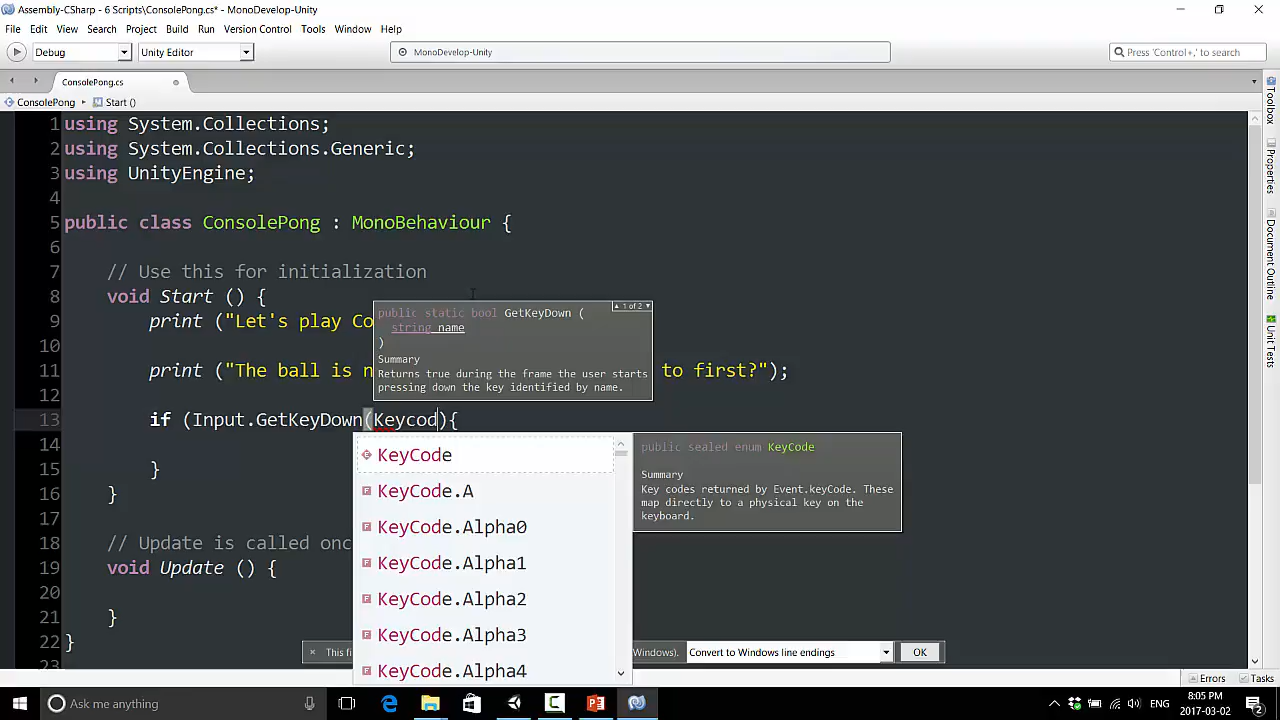 Assembly-CSharp - 6 Scripts\ConsolePong.cs* - MonoDevelop-Unity
File Edit View Search Project Build Run Version Control Tools Window Help
Debug Unity Editor MonoDevelop-Unity Press 'Control+,' to search
ConsolePong.cs
ConsolePong Start ()
1 using System.Collections;
2 using System.Collections.Generic;
3 using UnityEngine;
4
5 public class ConsolePong : MonoBehaviour {
6
7 // Use this for initialization
8 void Start () {
9 print ("Let's play Co
10
11 print ("The ball is n to first?");
12
13 if (Input.GetKeyDown(Keycod){
14
15 }
16 }
17
18 // Update is called onc
19 void Update () {
20
21 }
22 }
23
1 of 2
public static bool GetKeyDown (
string name
)
Summary
Returns true during the frame the user starts
pressing down the key identified by name.
KeyCode
KeyCode.A
KeyCode.Alpha0
KeyCode.Alpha1
KeyCode.Alpha2
KeyCode.Alpha3
KeyCode.Alpha4
public sealed enum KeyCode
Summary
Key codes returned by Event.keyCode. These
map directly to a physical key on the
keyboard.
This fi Windows). Convert to Windows line endings OK
Toolbox
Properties
Document Outline
Unit Tests
Errors Tasks
Ask me anything
8:05 PM
2017-03-02